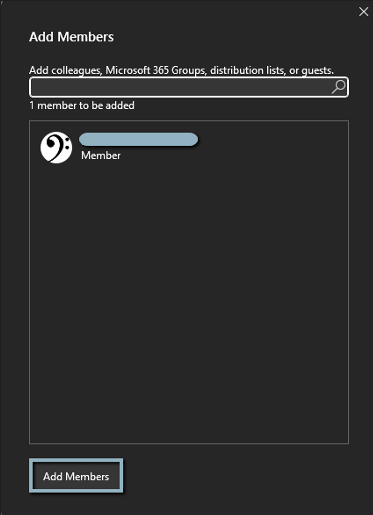 Add Members
Add colleagues, Microsoft 365 Groups, distribution lists, or guests.
1 member to be added
Member
Add Members